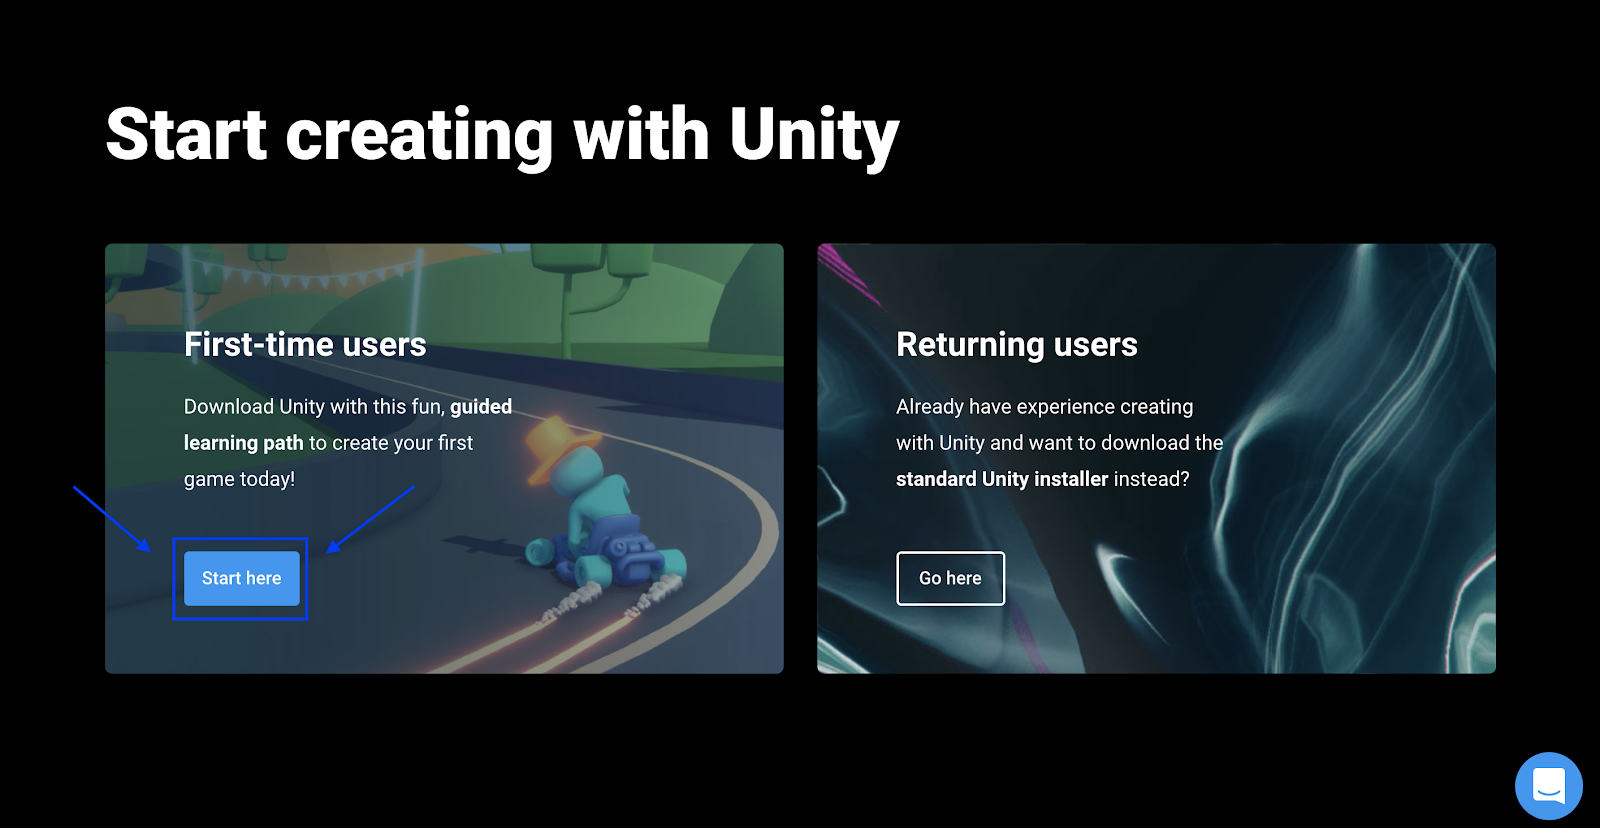 Start creating with Unity
First-time users
Download Unity with this fun, guided
learning path to create your first
game today!
Start here
Returning users
Already have experience creating
with Unity and want to download the
standard Unity installer instead?
Go here